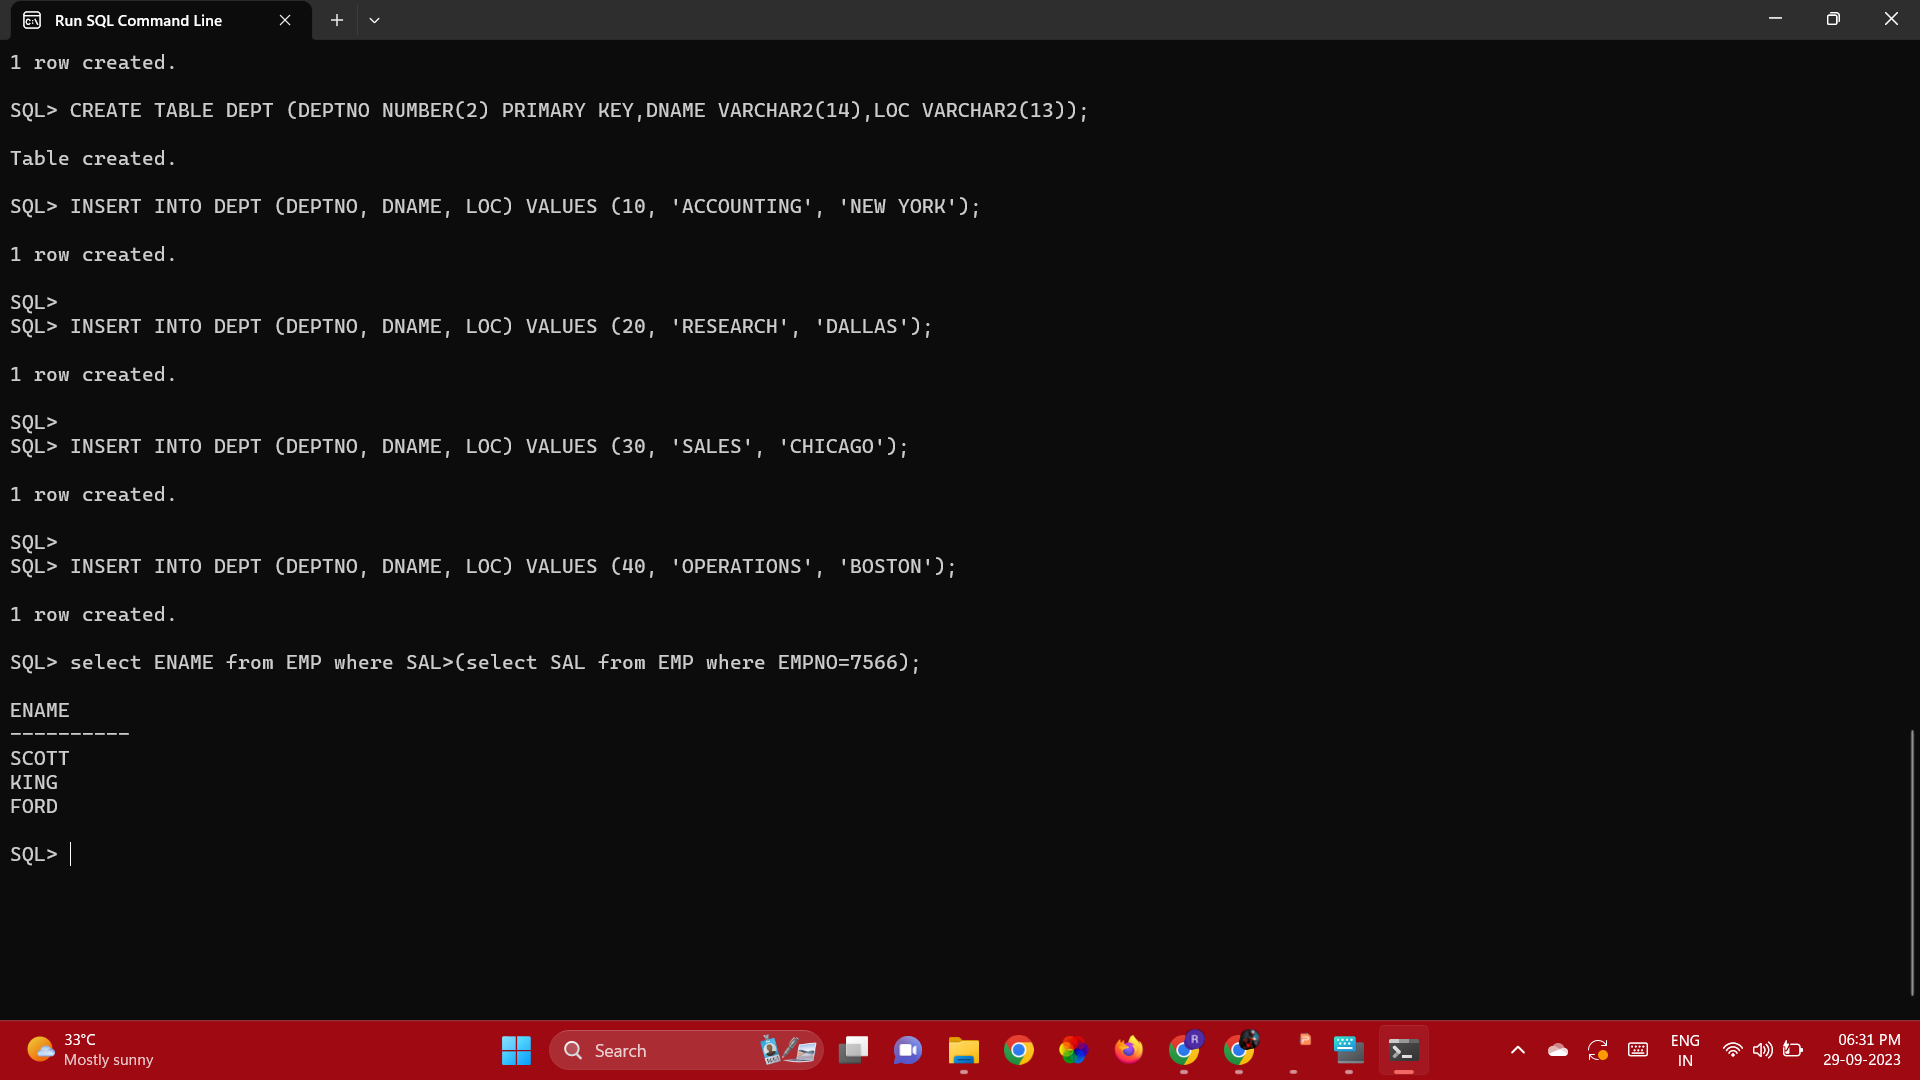 Run SQL Command Line
1 row created.
SQL> CREATE TABLE DEPT (DEPTNO NUMBER(2) PRIMARY KEY,DNAME VARCHAR2(14),LOC VARCHAR2(13));
Table created.
SQL> INSERT INTO DEPT (DEPTNO, DNAME, LOC) VALUES (10, 'ACCOUNTING', 'NEW YORK');
1 row created.
SQL>
SQL> INSERT INTO DEPT (DEPTNO, DNAME, LOC) VALUES (20, 'RESEARCH', 'DALLAS');
1 row created.
SQL>
SQL> INSERT INTO DEPT (DEPTNO, DNAME, LOC) VALUES (30, 'SALES', 'CHICAGO');
1 row created.
SQL>
SQL> INSERT INTO DEPT (DEPTNO, DNAME, LOC) VALUES (40, 'OPERATIONS', 'BOSTON');
1 row created.
SQL> select ENAME from EMP where SAL>(select SAL from EMP where EMPNO=7566);
ENAME
----------
SCOTT
KING
FORD
SQL>
33°C
Mostly sunny
Search
R
ENG
IN
06:31 PM
29-09-2023